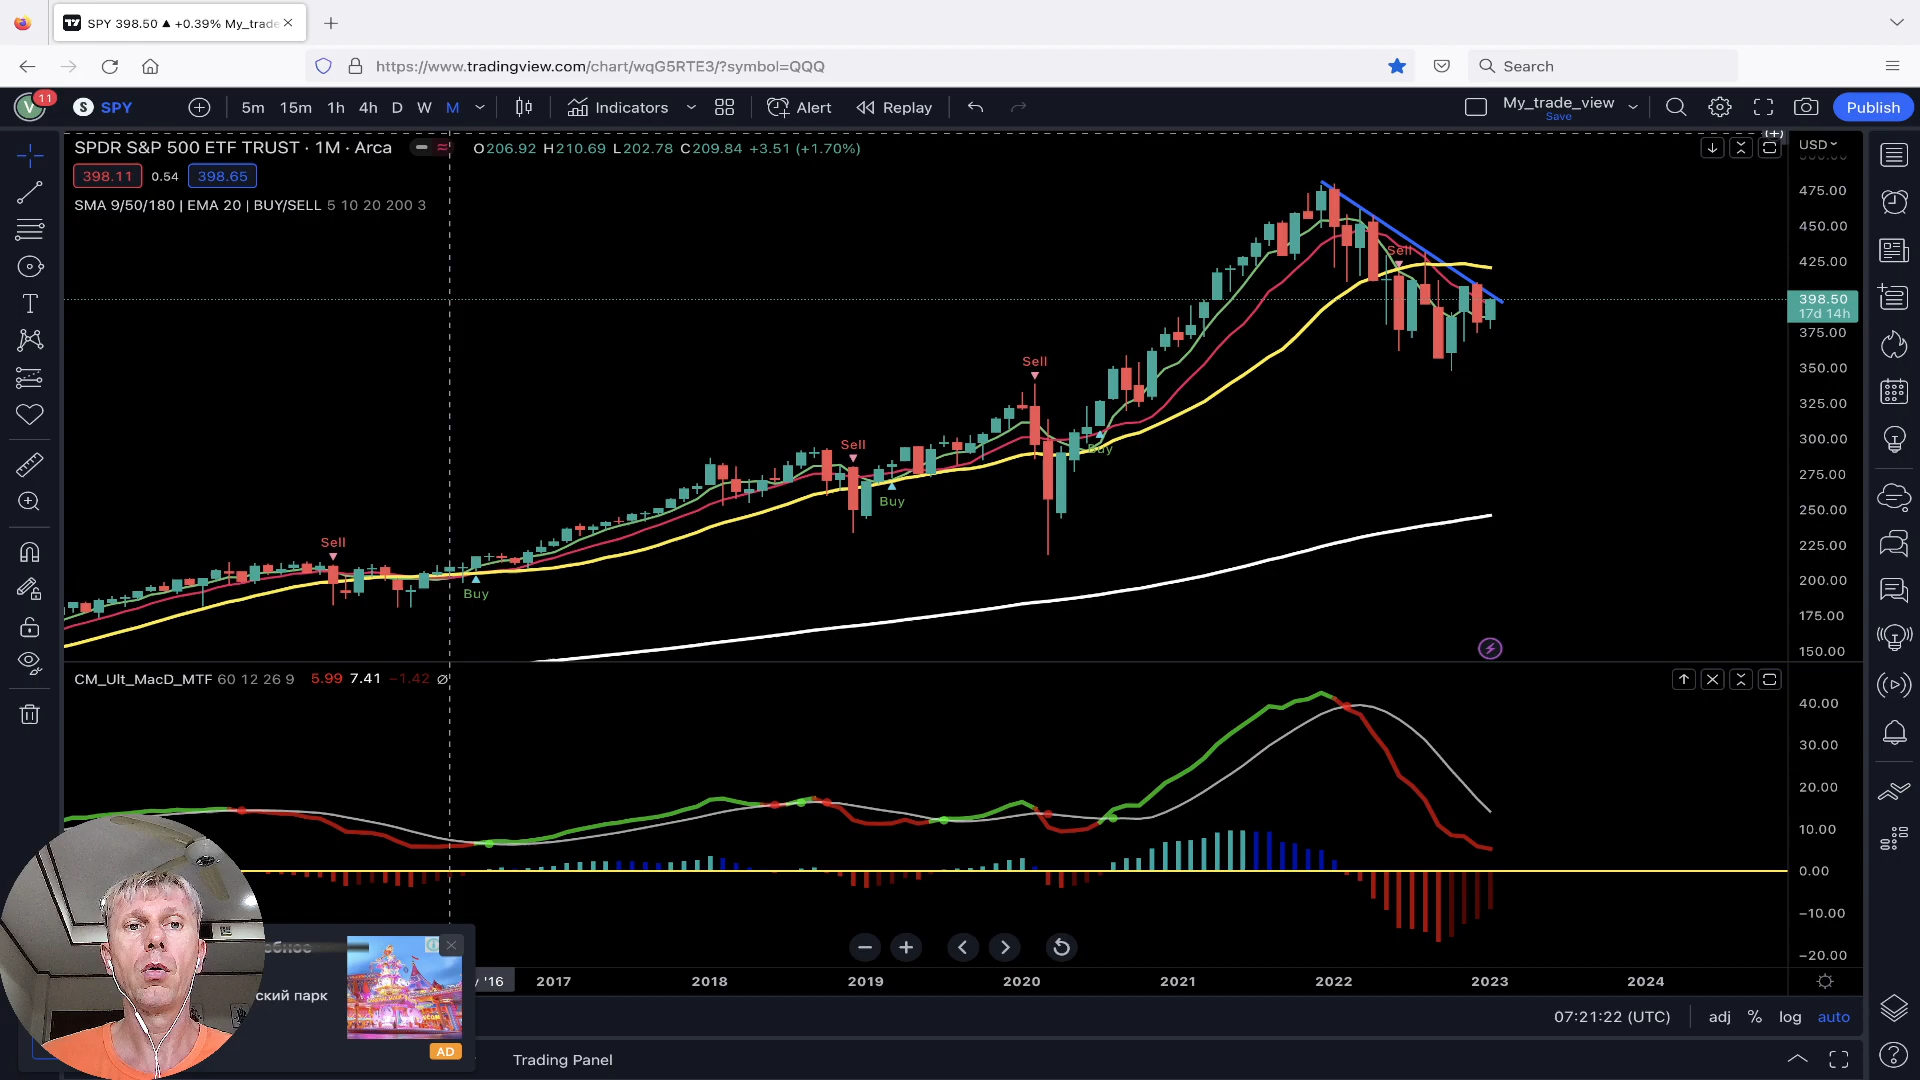 SPY 398.50 ▲ +0.39% My_trade
https://www.tradingview.com/chart/wqG5RTE3/?symbol=QQQ
Search
V 11
S SPY 5m 15m 1h 4h D W M Indicators Alert Replay My_trade_view Save Publish
SPDR S&P 500 ETF TRUST · 1M · Arca O206.92 H210.69 L202.78 C209.84 +3.51 (+1.70%)
USD
398.11 0.54 398.65
SMA 9/50/180 | EMA 20 | BUY/SELL 5 10 20 200 3
475.00
450.00
Sell
425.00
398.50
17d 14h
375.00
Sell
350.00
325.00
300.00
Sell
Buy
275.00
Buy
250.00
Sell
225.00
200.00
Buy
175.00
150.00
CM_Ult_MacD_MTF 60 12 26 9 5.99 7.41 −1.42 ∅
40.00
30.00
20.00
10.00
0.00
−10.00
−20.00
'16 2017 2018 2019 2020 2021 2022 2023 2024
ский парк
AD
07:21:22 (UTC) adj % log auto
Trading Panel